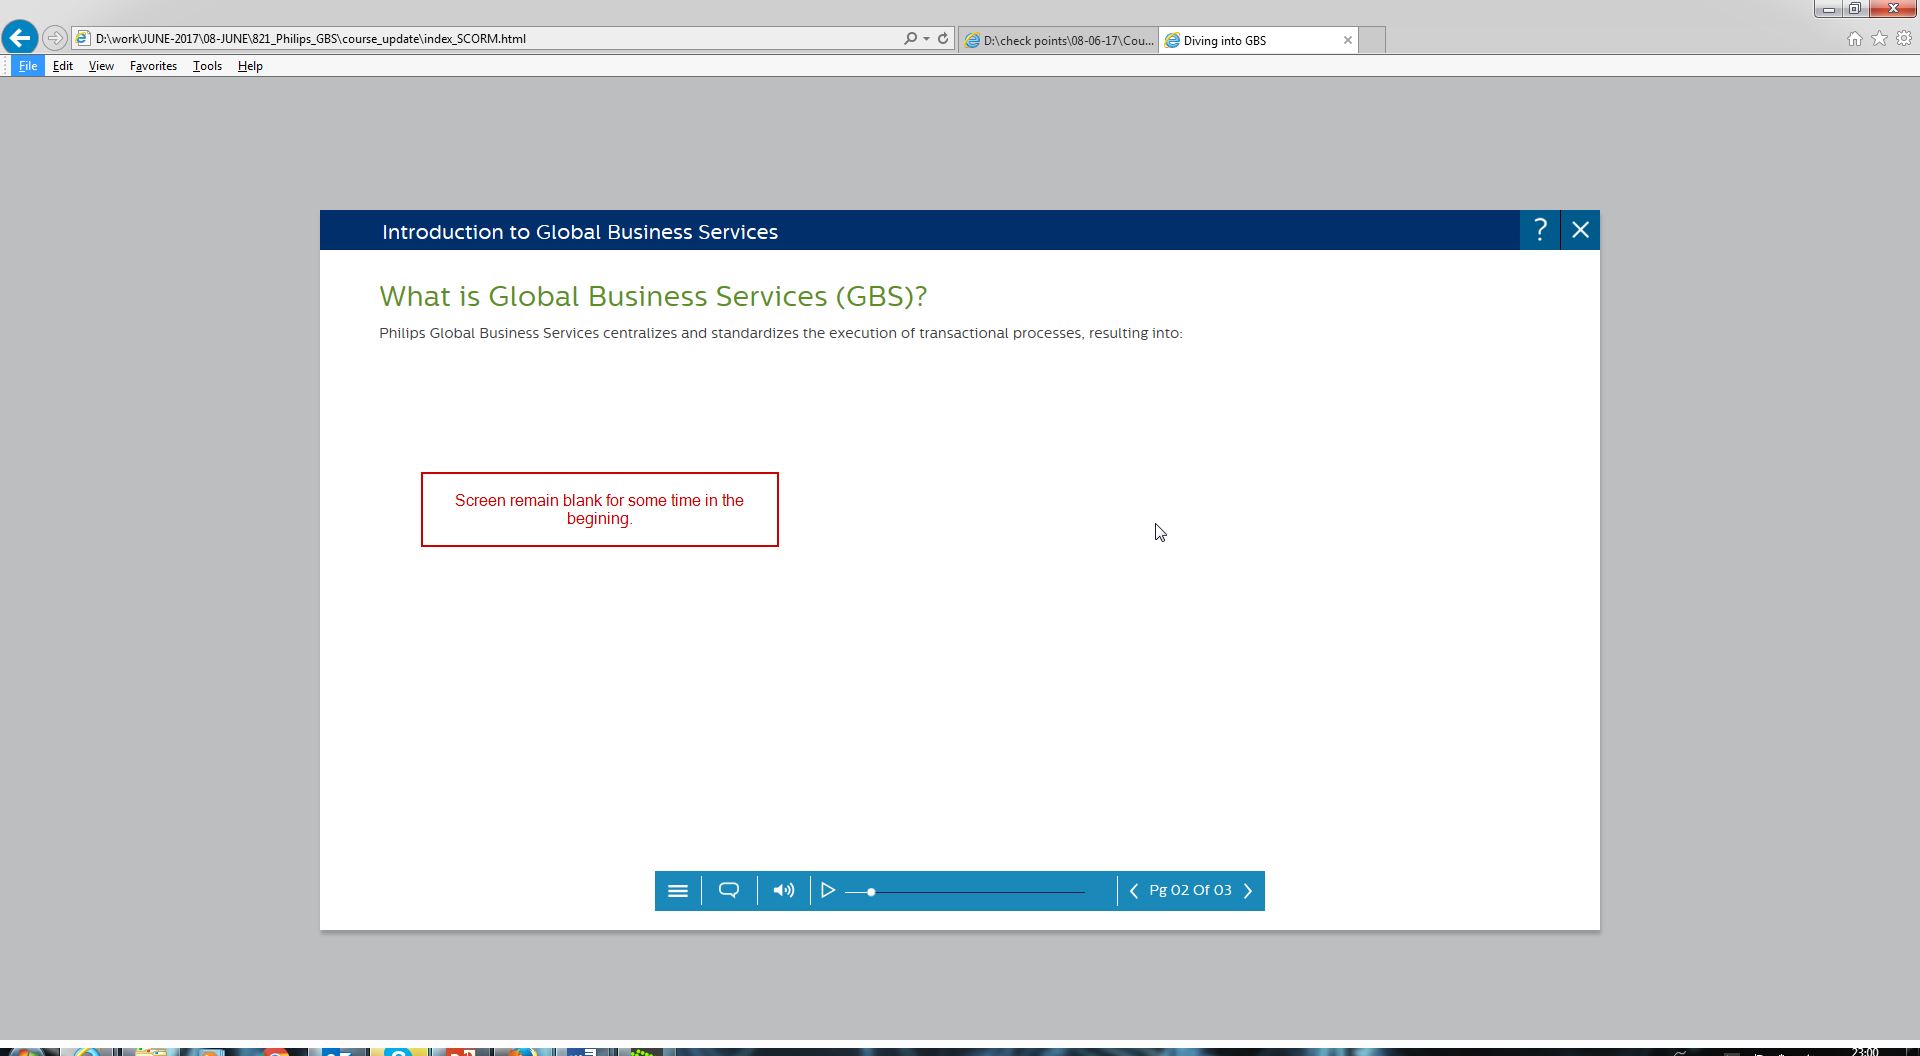 D:\work\JUNE-2017\08-JUNE\821_Philips_GBS\course_update\index_SCORM.html
D:\check points\08-06-17\Cou...
Diving into GBS
File Edit View Favorites Tools Help
Introduction to Global Business Services
?
What is Global Business Services (GBS)?
Philips Global Business Services centralizes and standardizes the execution of transactional processes, resulting into:
Screen remain blank for some time in the
begining.
Pg 02 Of 03
23:00